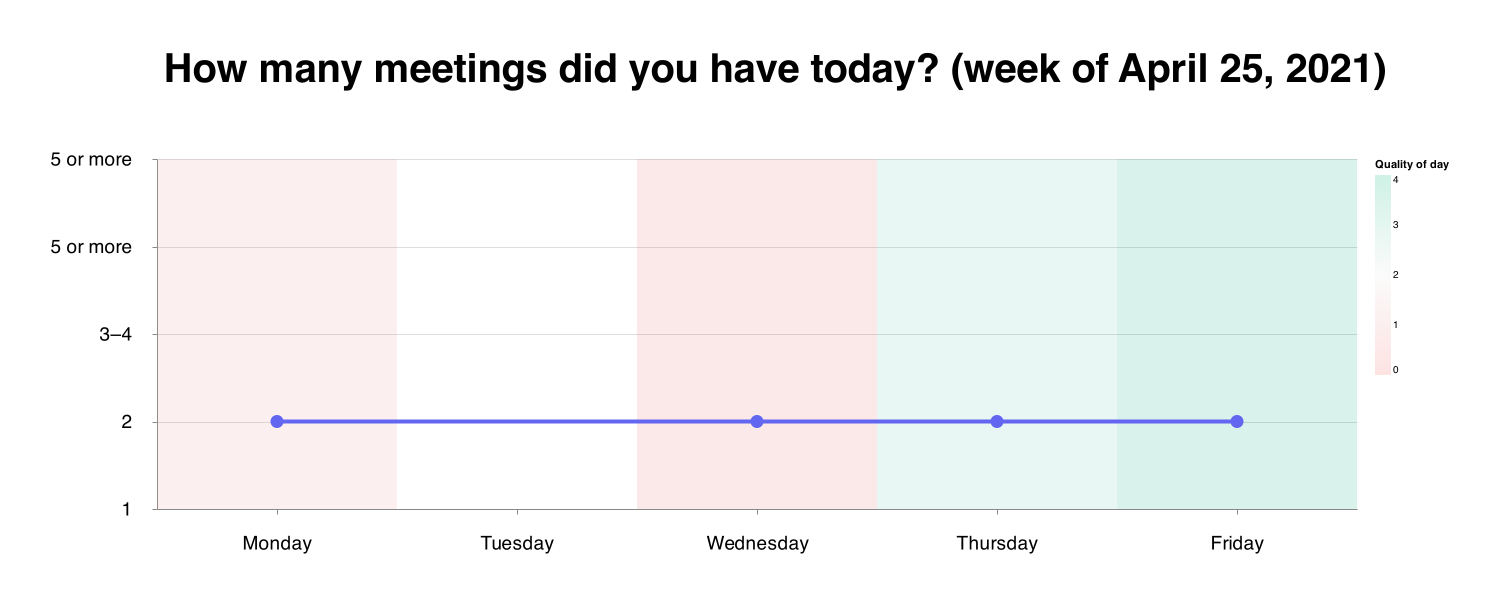 How many meetings did you have today? (week of April 25, 2021)
5 or more
5 or more
3–4
2
1
Monday
Tuesday
Wednesday
Thursday
Friday
Quality of day
4
3
2
1
0